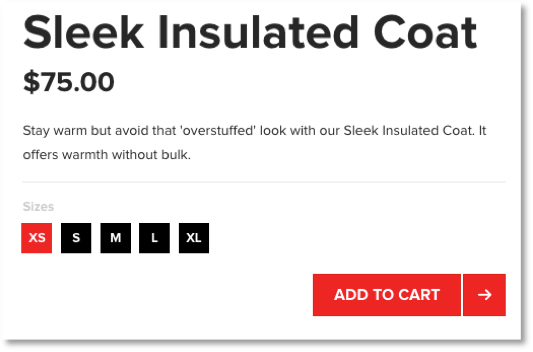 Sleek Insulated Coat
$75.00
Stay warm but avoid that 'overstuffed' look with our Sleek Insulated Coat. It
offers warmth without bulk.
Sizes
XS S M L XL
ADD TO CART →